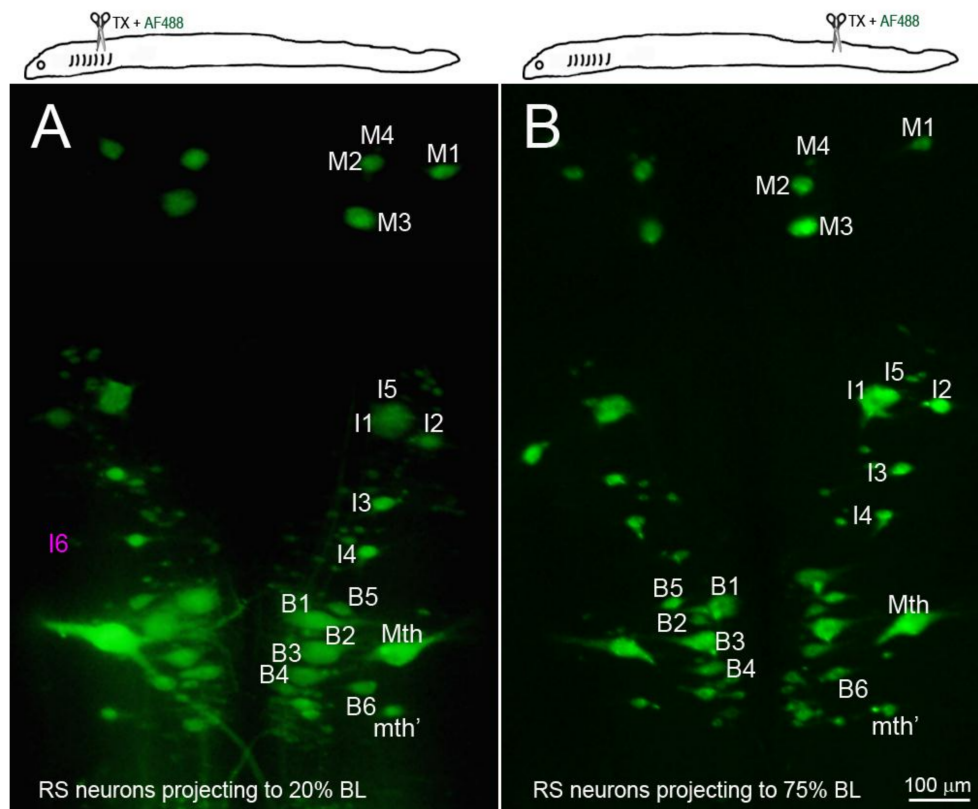 TX + AF488
TX + AF488
A
M4
M2
M1
M3
I5
I1
I2
I3
I6
I4
B1
B5
B2
Mth
B3
B4
B6
mth’
RS neurons projecting to 20% BL
B
M1
M4
M2
M3
I5
I1
I2
I3
I4
B5
B1
Mth
B2
B3
B4
B6
mth’
RS neurons projecting to 75% BL
100 µm